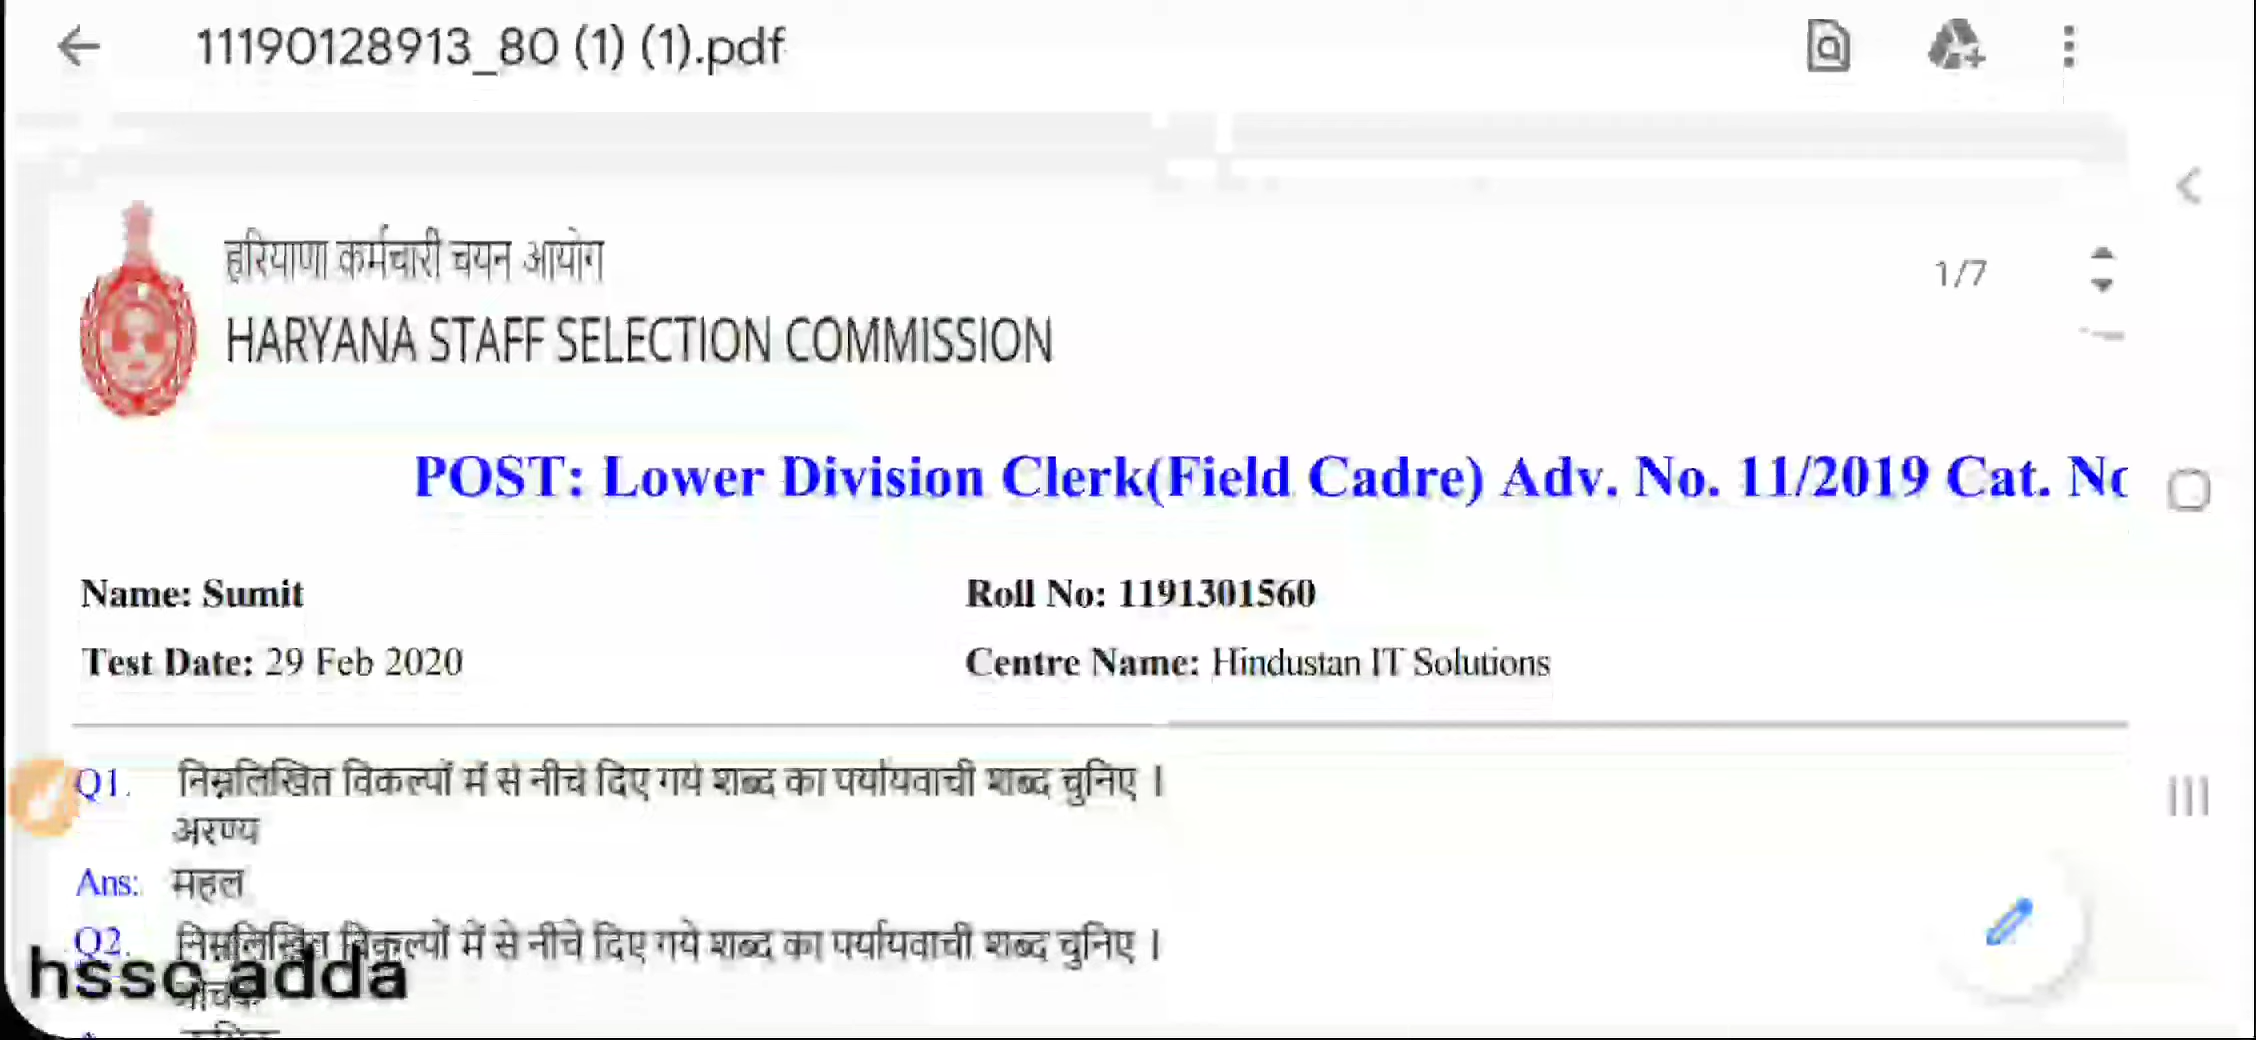 11190128913_80 (1) (1).pdf
हरियाणा कर्मचारी चयन आयोग
1/7
HARYANA STAFF SELECTION COMMISSION
POST: Lower Division Clerk(Field Cadre) Adv. No. 11/2019 Cat.
Name: Sumit Roll No: 1191301560
Test Date: 29 Feb 2020 Centre Name: Hindustan IT Solutions
Q1. निम्नलिखित विकल्पों में से नीचे दिए गये शब्द का पर्यायवाची शब्द चुनिए ।
अरण्य
Ans: महल
Q2. निम्नलिखित विकल्पों में से नीचे दिए गये शब्द का पर्यायवाची शब्द चुनिए ।
hssc adda